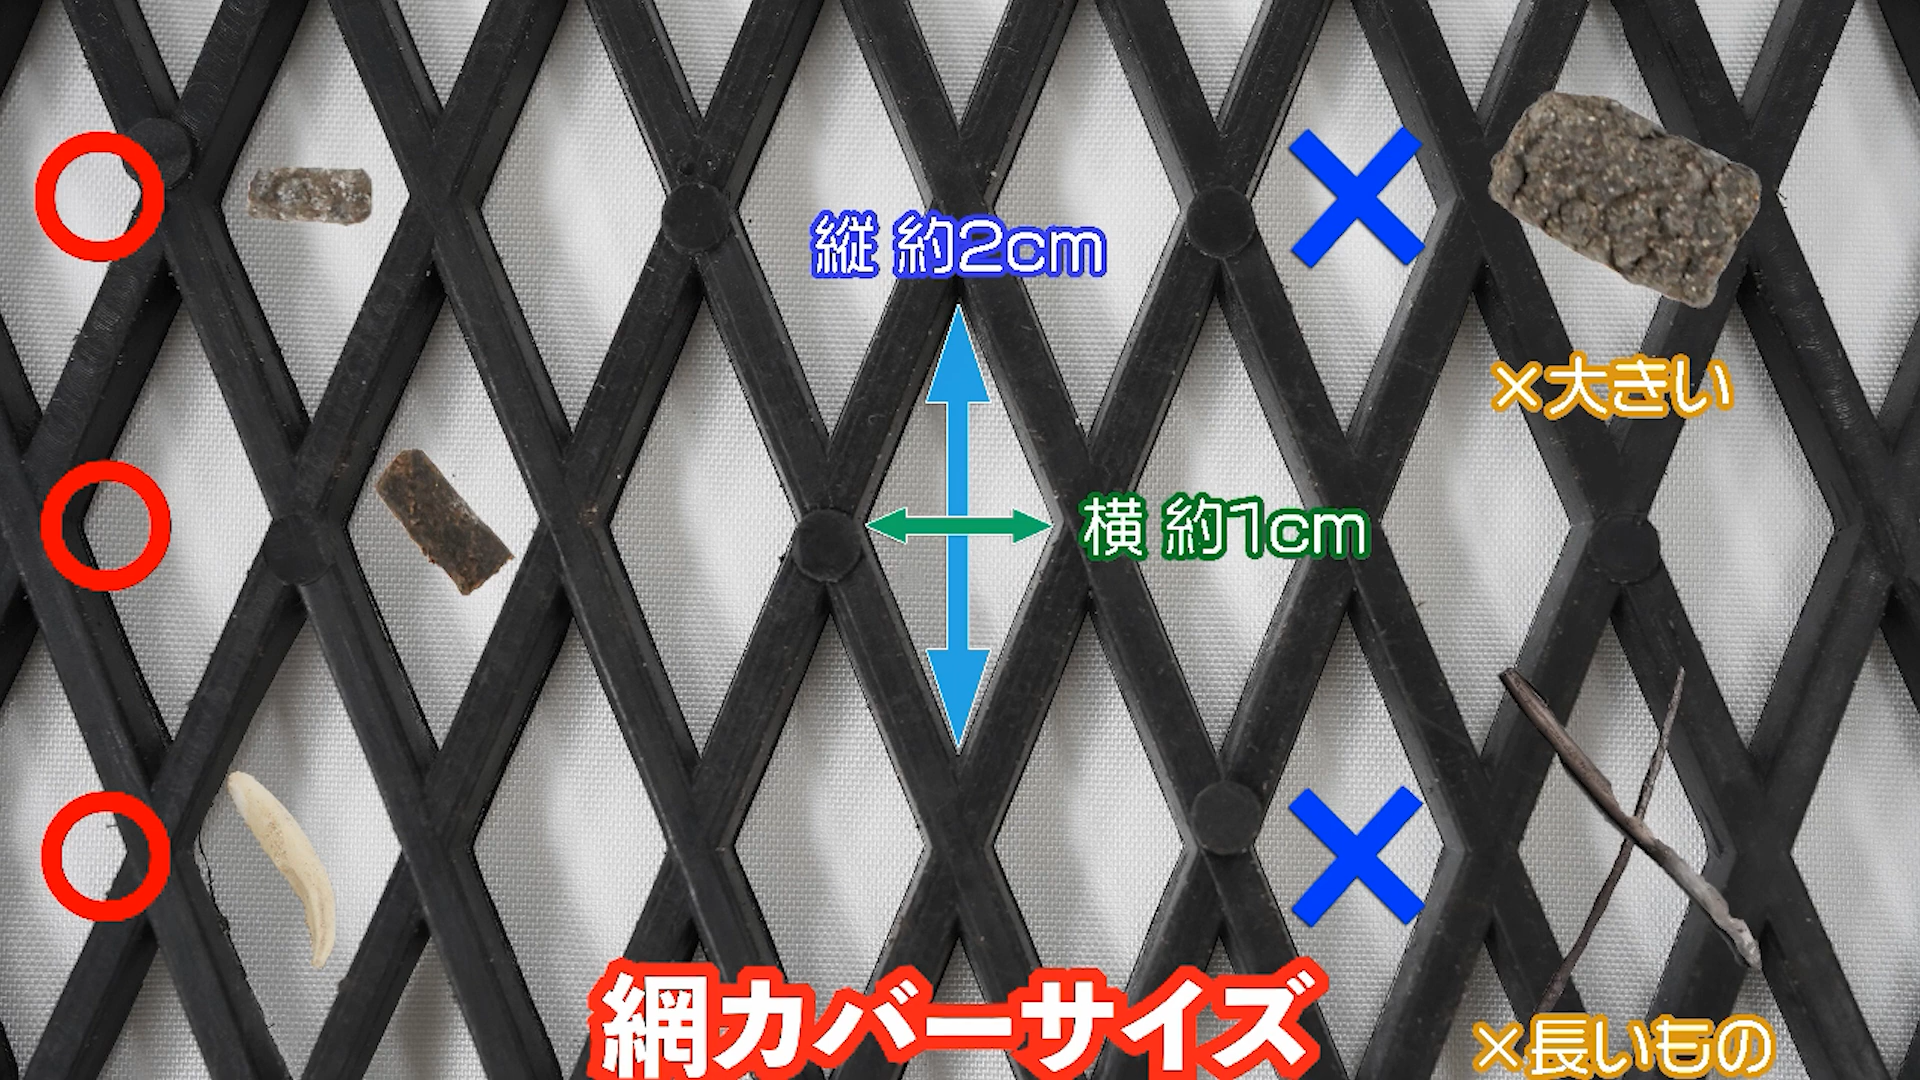 縦 約2cm
×大きい
横 約1cm
網カバーサイズ
×長いもの